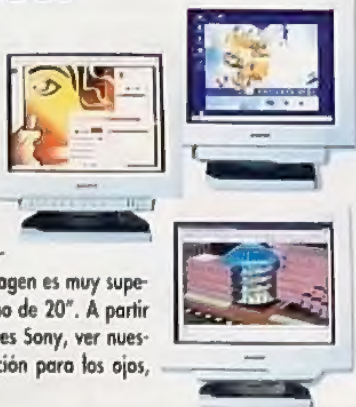 agen es muy supe-
o de 20". A partir
es Sony, ver nues-
ción para los ojos,